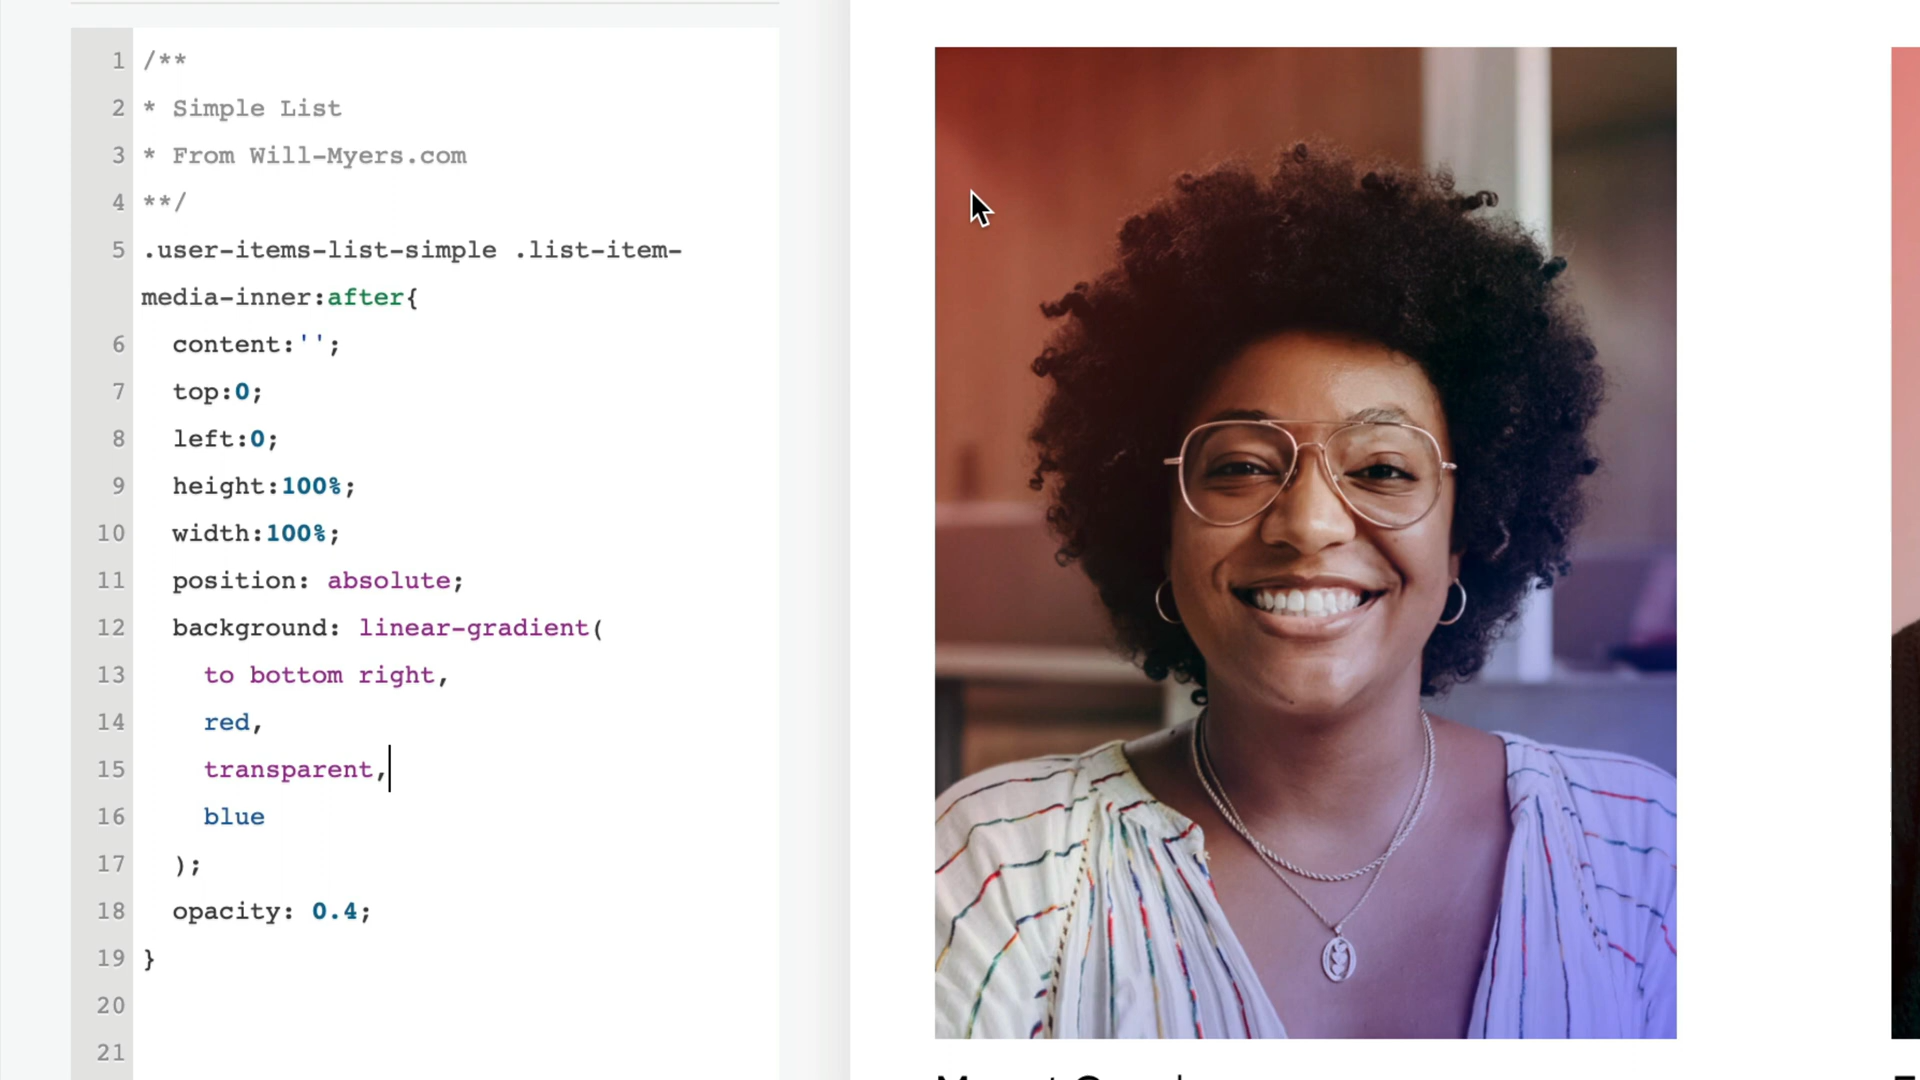 1 /**
2 * Simple List
3 * From Will-Myers.com
4 **/
5 .user-items-list-simple .list-item-
media-inner:after{
6 content:'';
7 top:0;
8 left:0;
9 height:100%;
10 width:100%;
11 position: absolute;
12 background: linear-gradient(
13 to bottom right,
14 red,
15 transparent,
16 blue
17 );
18 opacity: 0.4;
19 }
20
21